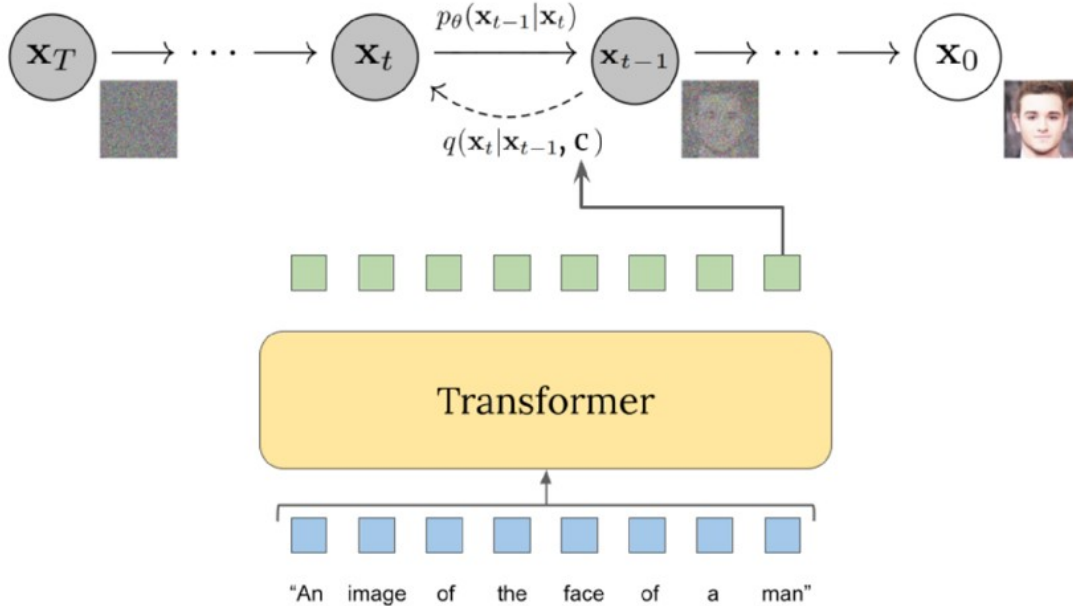 x_T → ··· → x_t p_θ(x_{t−1}|x_t) x_{t−1} → ··· → x_0
q(x_t|x_{t−1}, c)
Transformer
“An image of the face of a man”